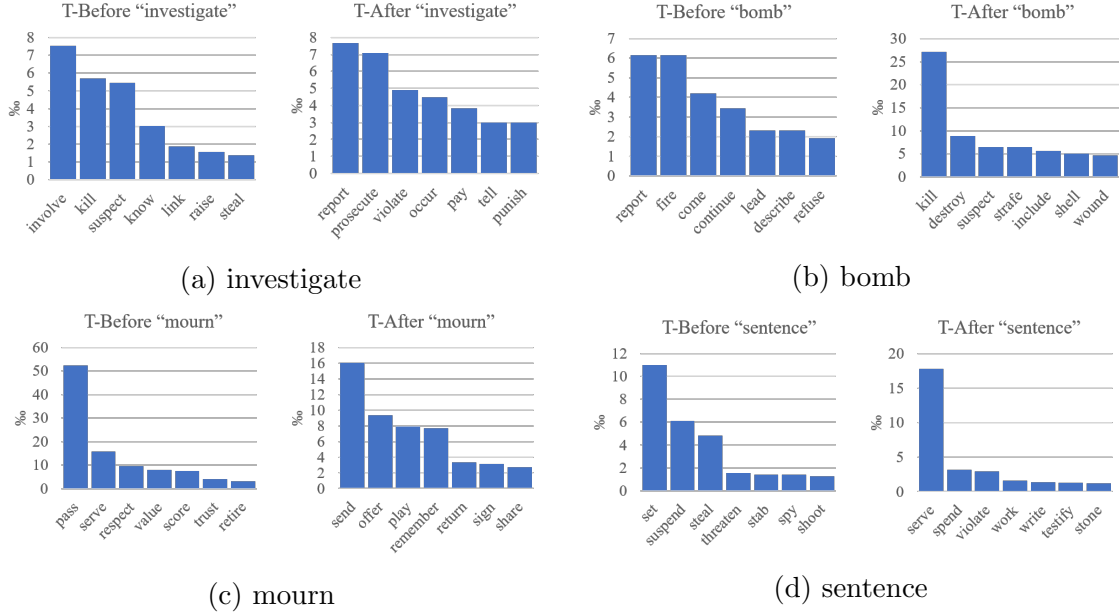 T-Before “investigate”
8
7
6
5
4
3
2
1
0
‰
involve
kill
suspect
know
link
raise
steal
T-After “investigate”
8
7
6
5
4
3
2
1
0
‰
report
prosecute
violate
occur
pay
tell
punish
(a) investigate
T-Before “bomb”
7
6
5
4
3
2
1
0
‰
report
fire
come
continue
lead
describe
refuse
T-After “bomb”
30
25
20
15
10
5
0
‰
kill
destroy
suspect
strafe
include
shell
wound
(b) bomb
T-Before “mourn”
60
50
40
30
20
10
0
‰
pass
serve
respect
value
score
trust
retire
T-After “mourn”
18
16
14
12
10
8
6
4
2
0
‰
send
offer
play
remember
return
sign
share
(c) mourn
T-Before “sentence”
12
10
8
6
4
2
0
‰
set
suspend
steal
threaten
stab
spy
shoot
T-After “sentence”
20
15
10
5
0
‰
serve
spend
violate
work
write
testify
stone
(d) sentence